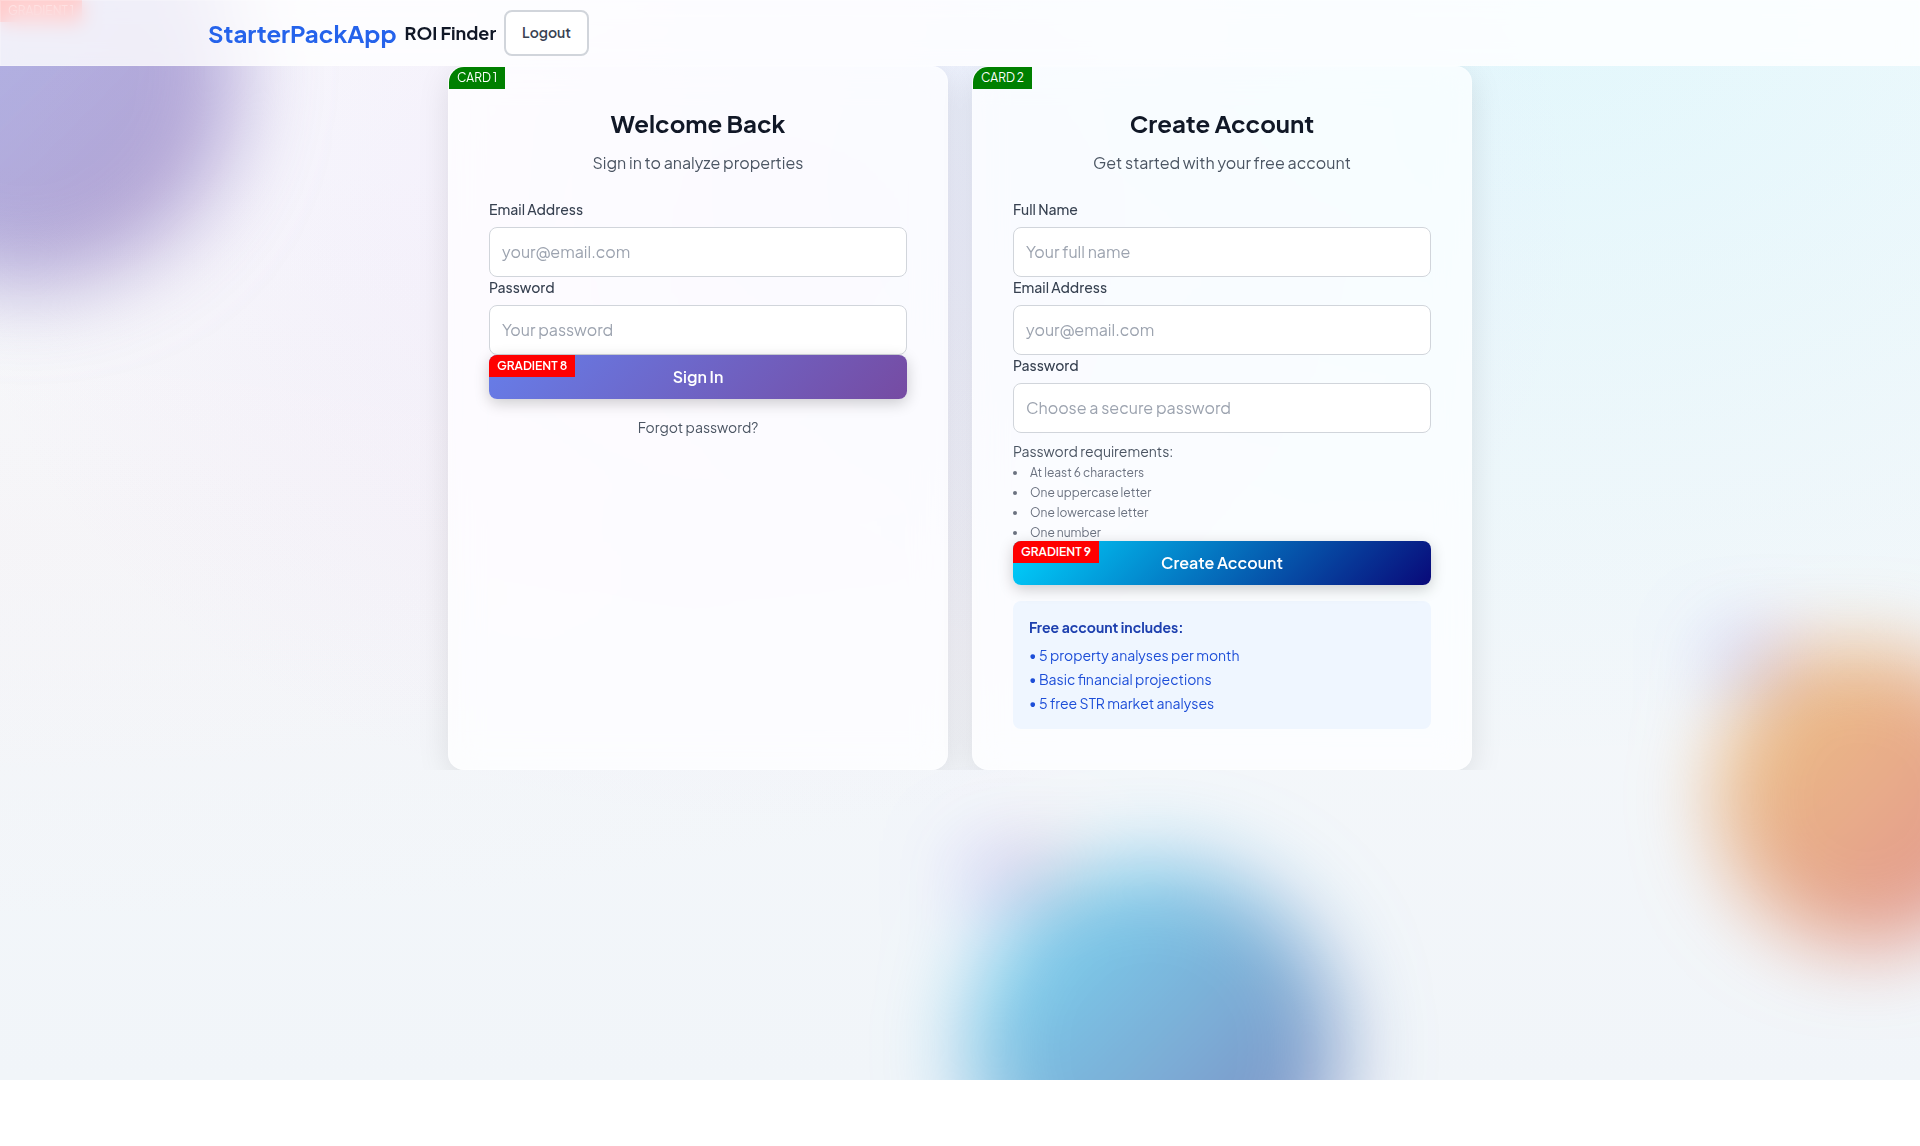 StarterPackApp ROI Finder Logout
CARD 1
Welcome Back
Sign in to analyze properties
Email Address
your@email.com
Password
Your password
GRADIENT 8
Sign In
Forgot password?
CARD 2
Create Account
Get started with your free account
Full Name
Your full name
Email Address
your@email.com
Password
Choose a secure password
Password requirements:
• At least 6 characters
• One uppercase letter
• One lowercase letter
• One number
GRADIENT 9
Create Account
Free account includes:
• 5 property analyses per month
• Basic financial projections
• 5 free STR market analyses